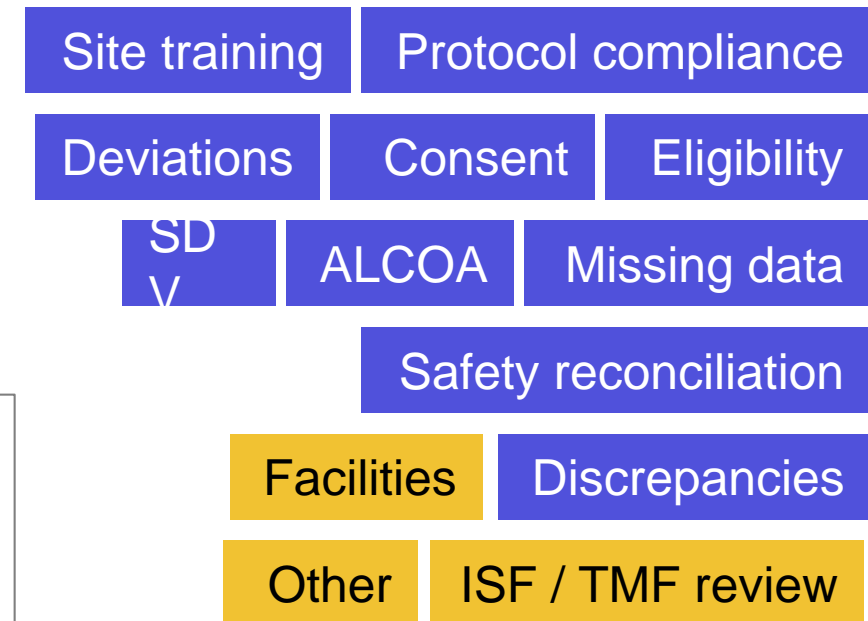 Site training
Protocol compliance
Deviations
Consent
Eligibility
SD
V
ALCOA
Missing data
Safety reconciliation
Facilities
Discrepancies
Other
ISF / TMF review